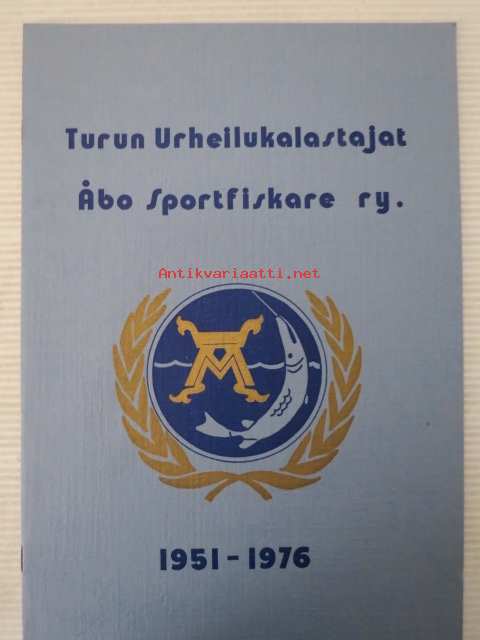 Turun Urheilukalastajat
Åbo Sportfiskare ry.
Antikvariaatti.net
A
1951-1976